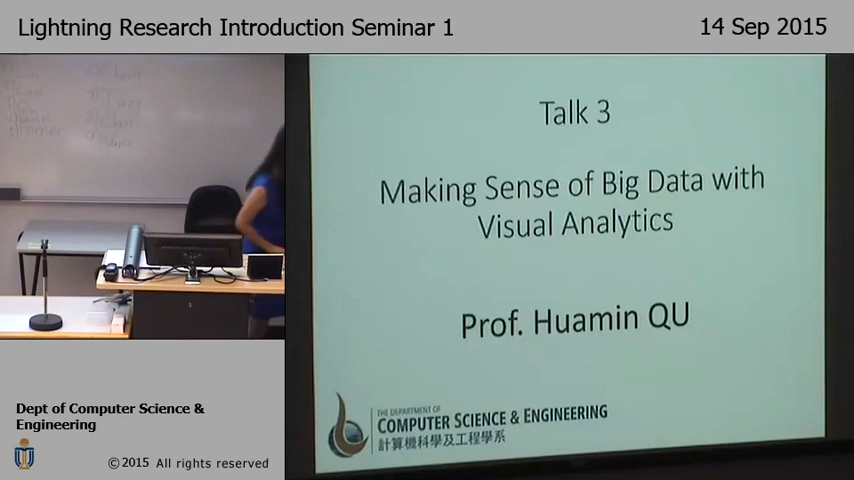 Lightning Research Introduction Seminar 1
14 Sep 2015
Talk 3
Making Sense of Big Data with
Visual Analytics
Prof. Huamin QU
THE DEPARTMENT OF
COMPUTER SCIENCE & ENGINEERING
計算機科學及工程學系
Dept of Computer Science &
Engineering
©2015 All rights reserved